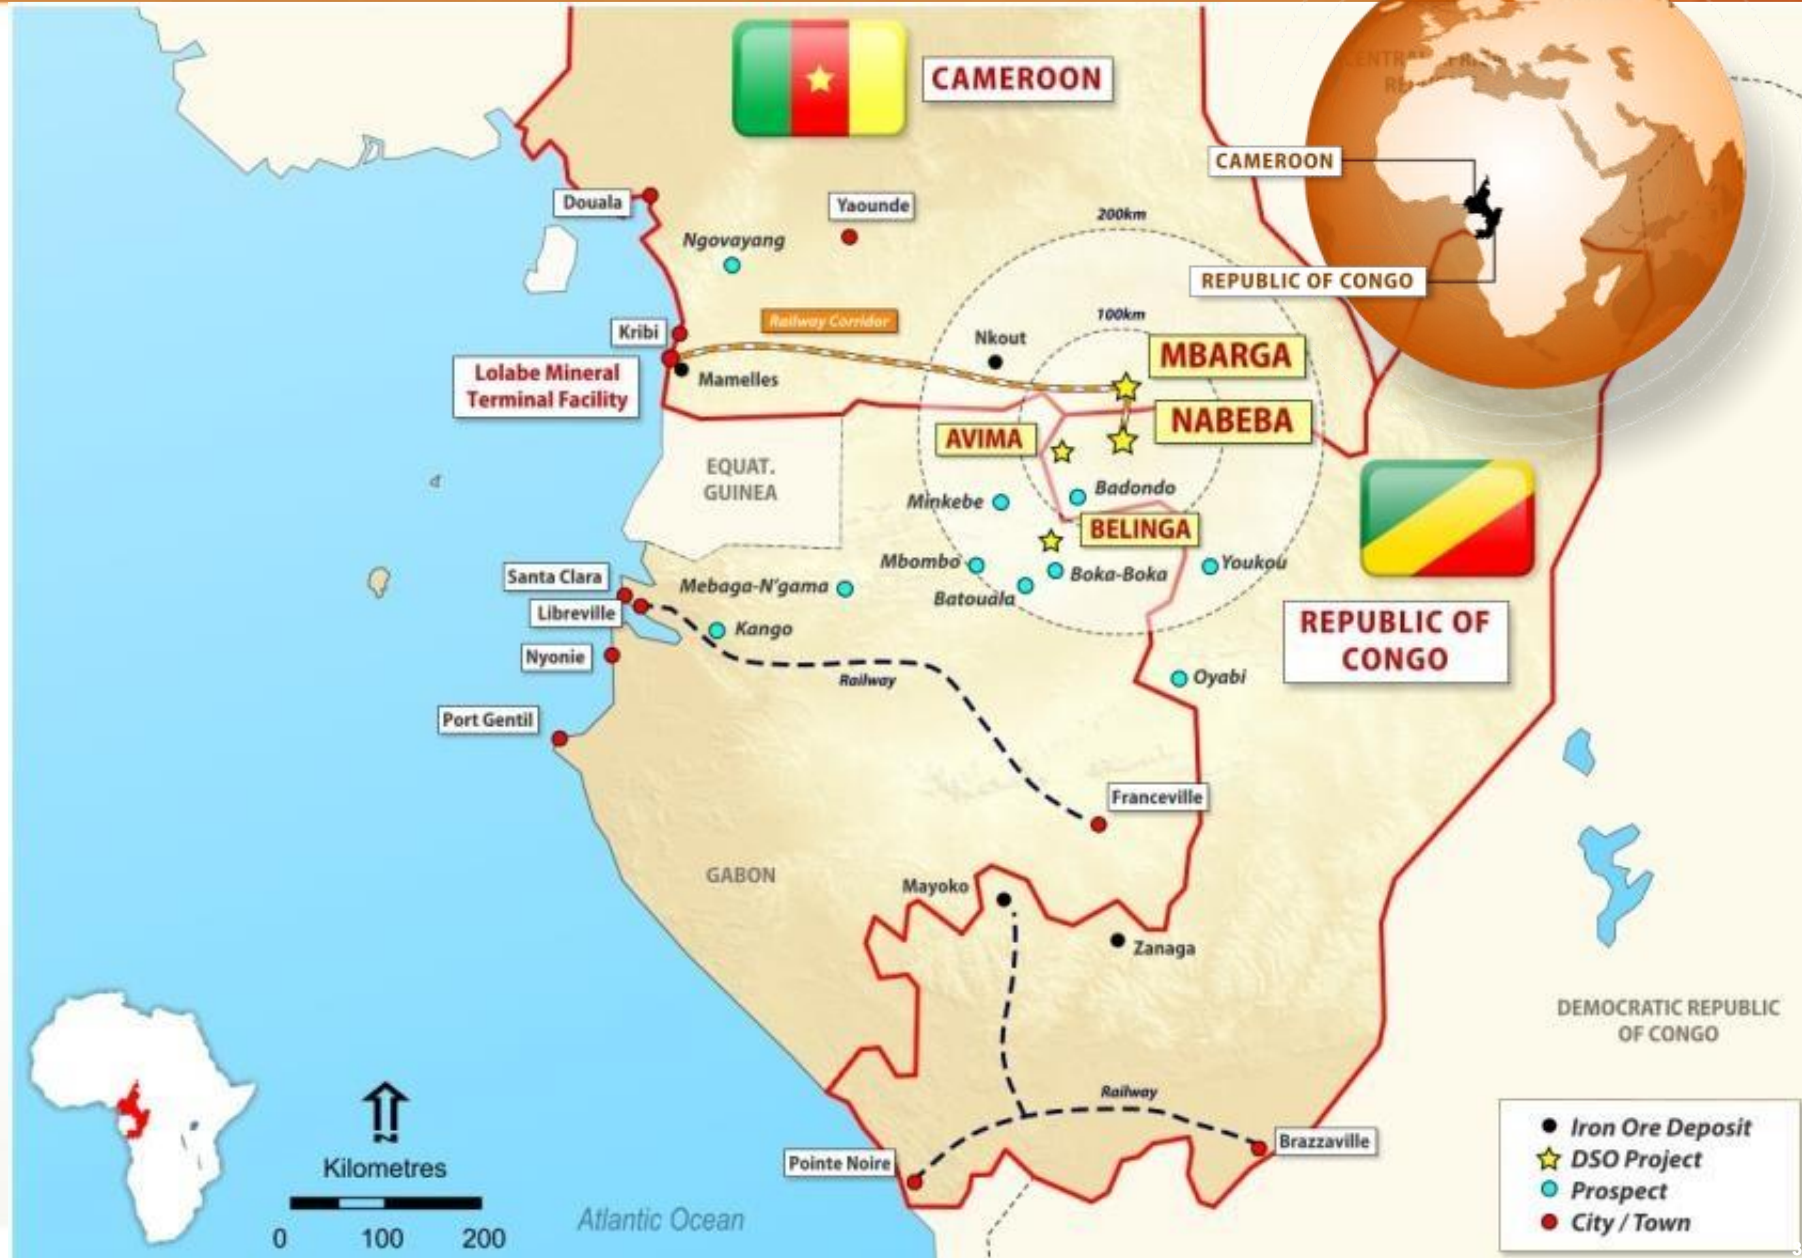 CAMEROON
CENTRAL AFRICAN
CAMEROON
REPUBLIC OF CONGO
Douala
Yaounde
200km
Ngovayang
Kribi
Railway Corridor
100km
Nkout
MBARGA
Lolabe Mineral
Terminal Facility
Mamelles
NABEBA
AVIMA
EQUAT.
GUINEA
Minkebe
Badondo
BELINGA
Santa Clara
Mbombo
Youkou
Mebaga-N'gama
Boka-Boka
Batouala
Libreville
Kango
REPUBLIC OF
CONGO
Nyonie
Railway
Oyabi
Port Gentil
Franceville
GABON
Mayoko
Zanaga
DEMOCRATIC REPUBLIC
OF CONGO
N
Kilometres
0 100 200
Railway
Pointe Noire
Brazzaville
Atlantic Ocean
Iron Ore Deposit
DSO Project
Prospect
City / Town